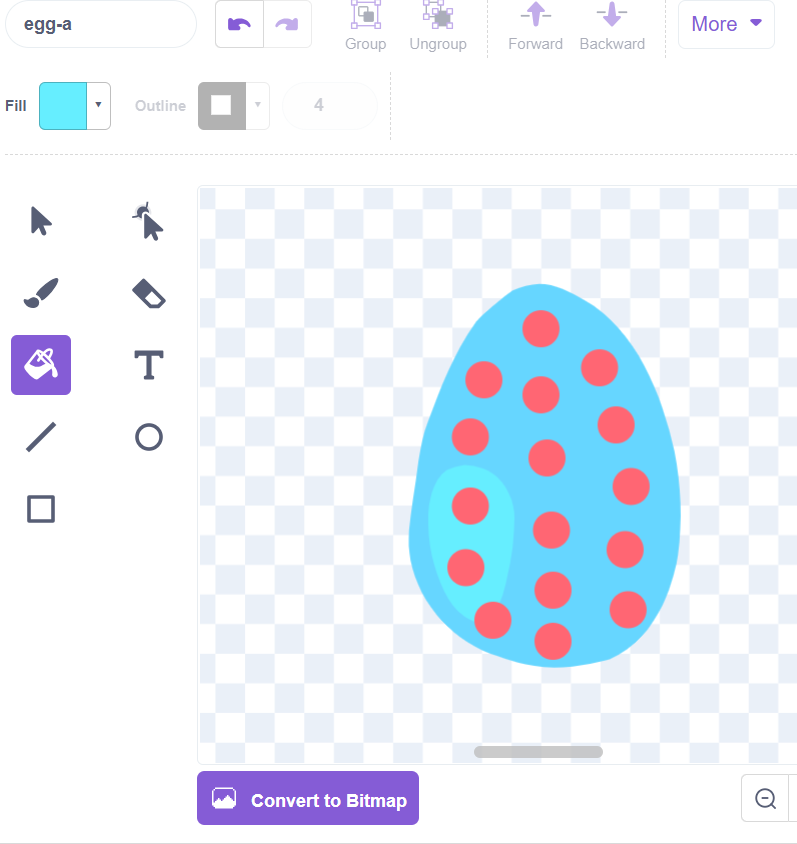 egg-a
Group
Ungroup
Forward
Backward
More
Fill
Outline
4
Convert to Bitmap